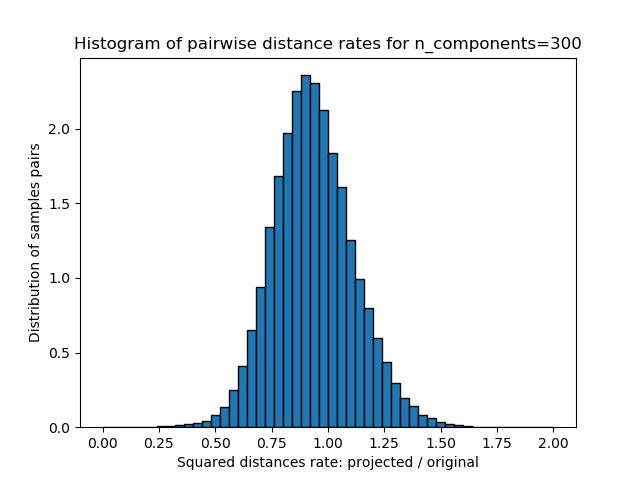 Histogram of pairwise distance rates for n_components=300
Distribution of samples pairs
2.0
1.5
1.0
0.5
0.0
0.00 0.25 0.50 0.75 1.00 1.25 1.50 1.75 2.00
Squared distances rate: projected / original